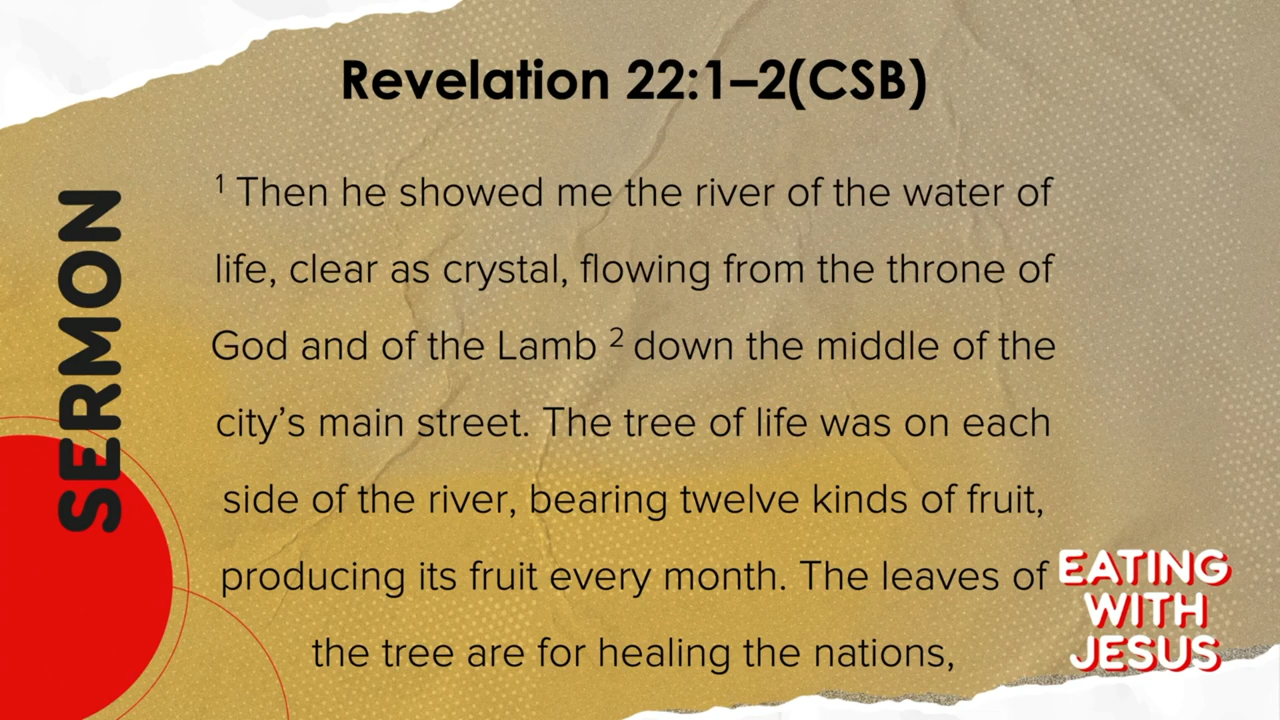 Revelation 22:1–2(CSB)
SERMON
1 Then he showed me the river of the water of
life, clear as crystal, flowing from the throne of
God and of the Lamb 2 down the middle of the
city’s main street. The tree of life was on each
side of the river, bearing twelve kinds of fruit,
producing its fruit every month. The leaves of
the tree are for healing the nations,
EATING
WITH
JESUS